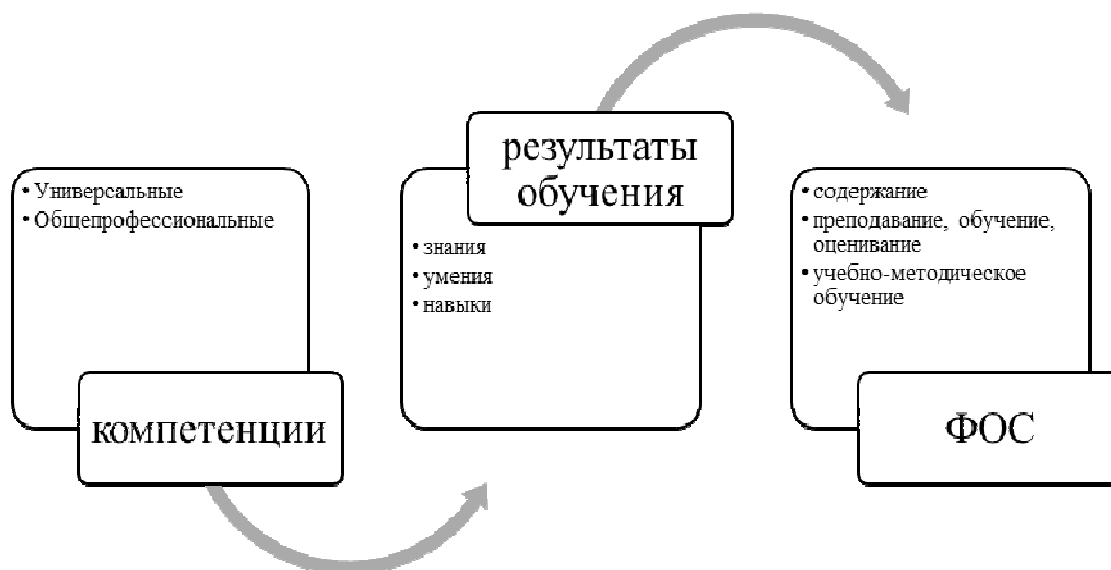 • Универсальные
• Общепрофессиональные
компетенции
результаты
обучения
• знания
• умения
• навыки
• содержание
• преподавание, обучение,
оценивание
• учебно-методическое
обучение
ФОС